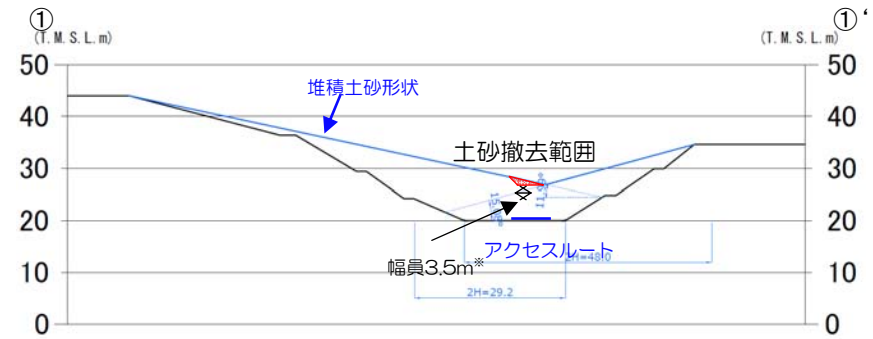 ① ①‘
(T. M. S. L. m) (T. M. S. L. m)
50 50
堆積土砂形状
40 40
土砂撤去範囲
30 30
20 20
アクセスルート
幅員3.5m※
2H=48.0
10 10
2H=29.2
0 0